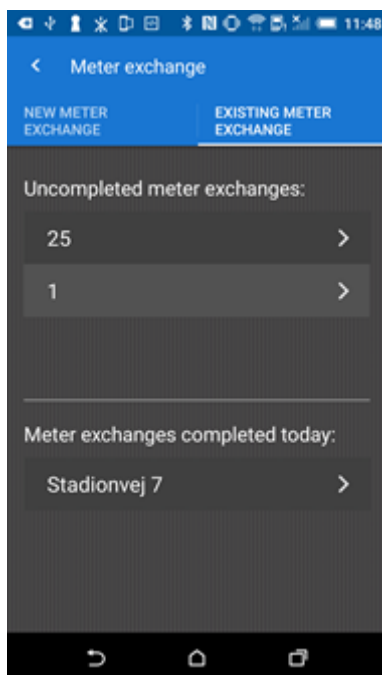 11:48
Meter exchange
NEW METER
EXCHANGE
EXISTING METER
EXCHANGE
Uncompleted meter exchanges:
25
1
Meter exchanges completed today:
Stadionvej 7